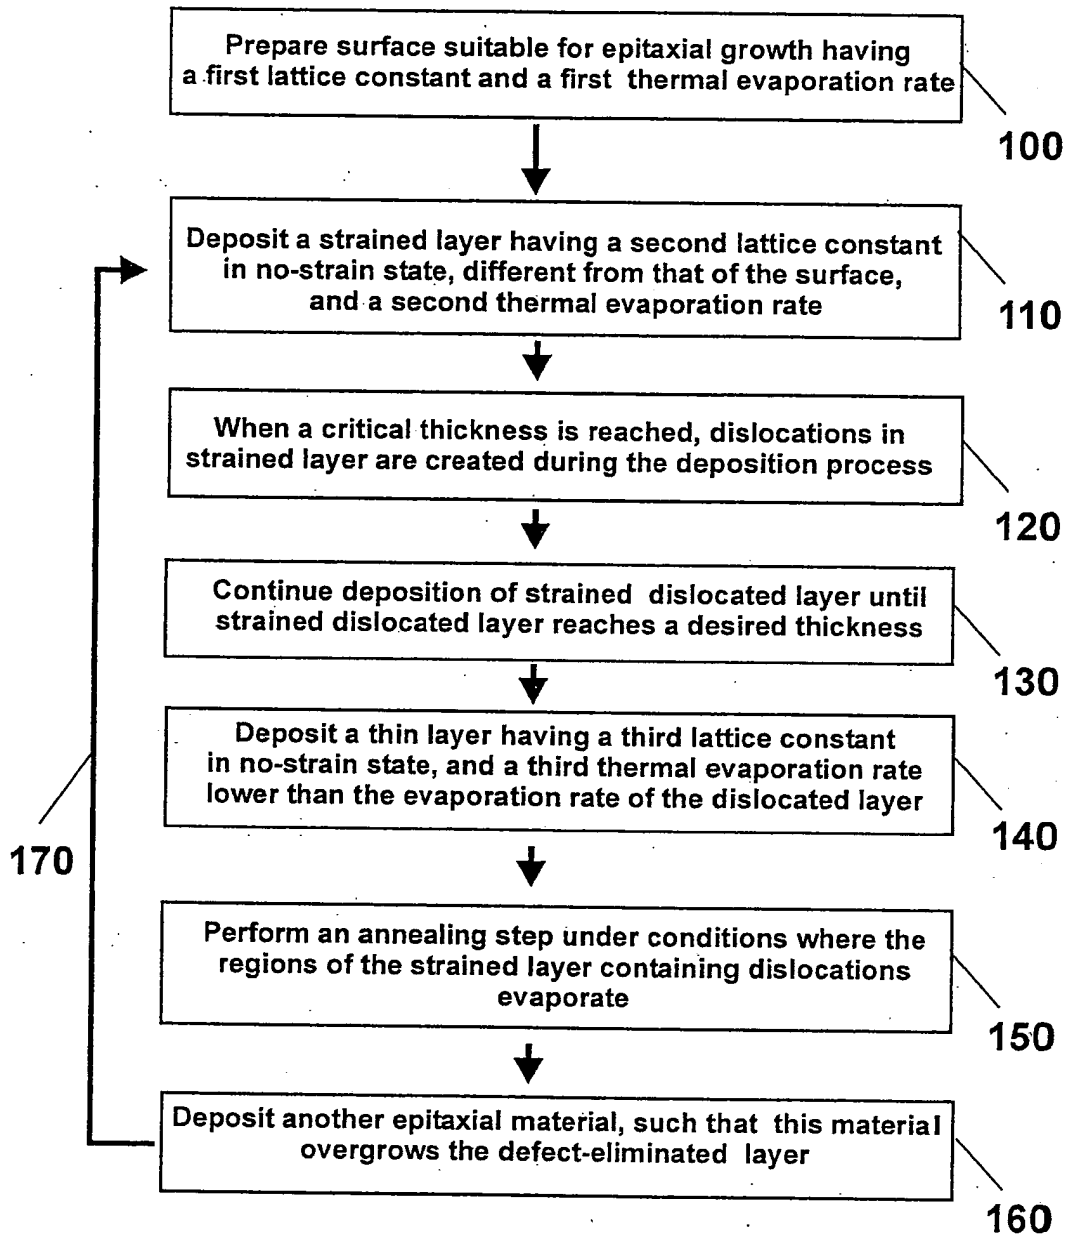 Prepare surface suitable for epitaxial growth having
a first lattice constant and a first thermal evaporation rate
100
Deposit a strained layer having a second lattice constant
in no-strain state, different from that of the surface,
and a second thermal evaporation rate
110
When a critical thickness is reached, dislocations in
strained layer are created during the deposition process
120
Continue deposition of strained dislocated layer until
strained dislocated layer reaches a desired thickness
130
Deposit a thin layer having a third lattice constant
in no-strain state, and a third thermal evaporation rate
lower than the evaporation rate of the dislocated layer
140
170
Perform an annealing step under conditions where the
regions of the strained layer containing dislocations
evaporate
150
Deposit another epitaxial material, such that this material
overgrows the defect-eliminated layer
160